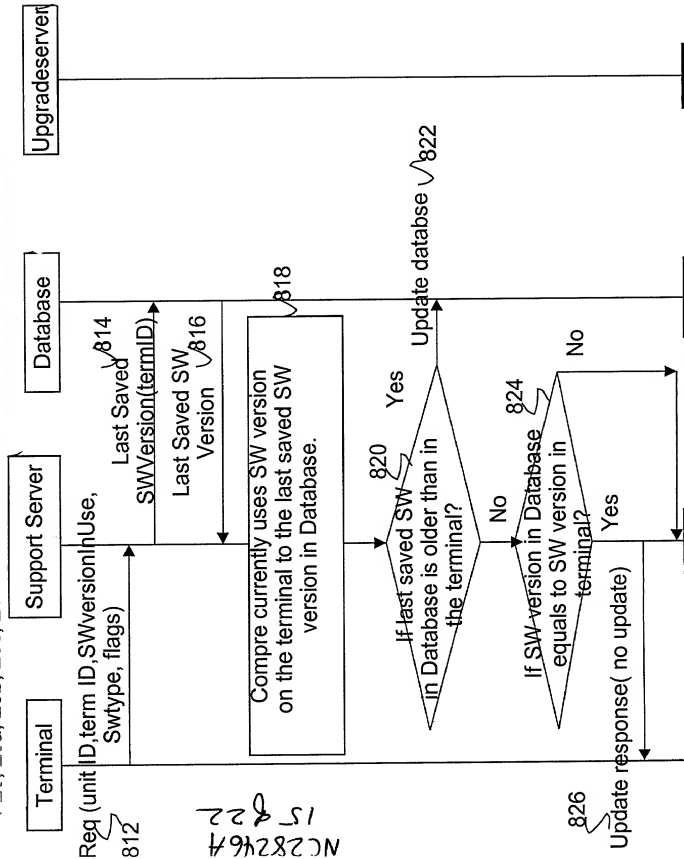 Terminal
Support Server
Database
Upgradeserver
Req (unit ID,term ID,SWversionInUse,
Swtype, flags)
812
Last Saved
SWVersion(termID)
814
Last Saved SW
Version
816
Compre currently uses SW version
on the terminal to the last saved SW
version in Database.
818
If last saved SW
in Database is older than in
the terminal?
820
Yes
Update databse
822
No
If SW version in Database
equals to SW version in
terminal?
824
No
Yes
Update response( no update)
826
NC28246A
15 822